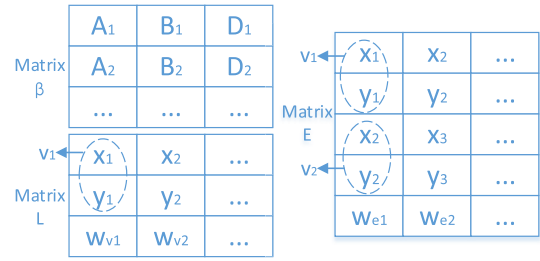 Matrix β
A1 B1 D1
A2 B2 D2
... ... ...
Matrix L
v1
x1 x2 ...
y1 y2 ...
wv1 wv2 ...
Matrix E
v1
x1 x2 ...
y1 y2 ...
v2
x2 x3 ...
y2 y3 ...
we1 we2 ...